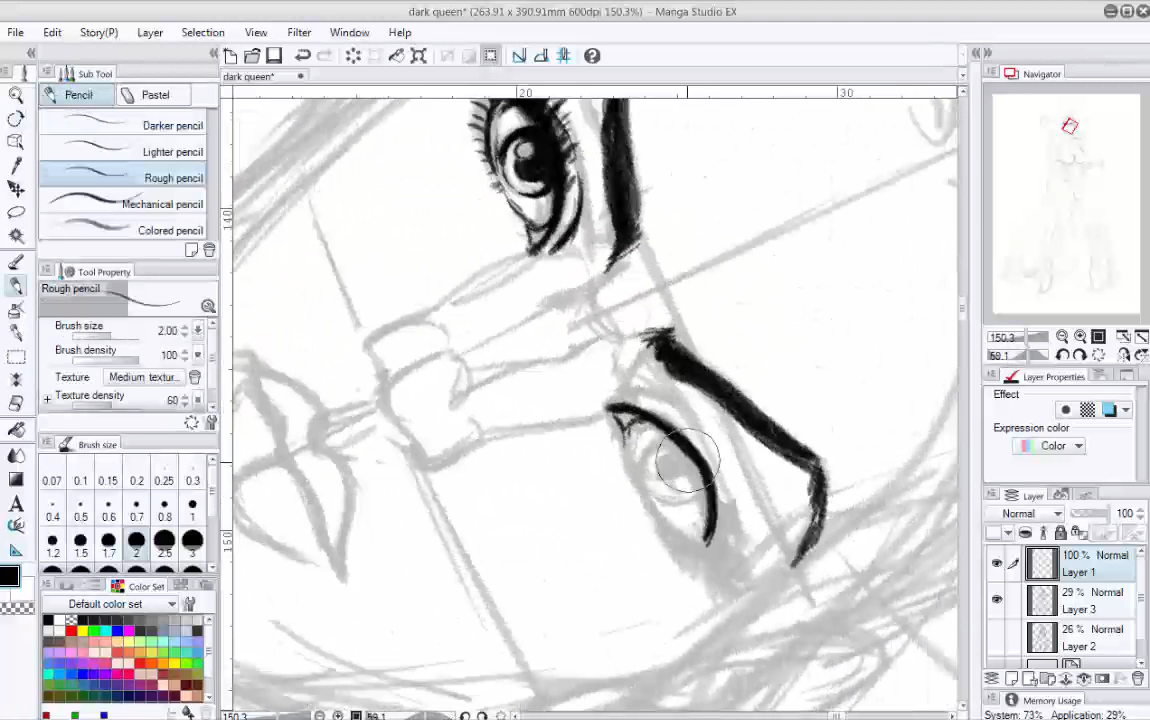 dark queen* (263.91 x 390.91mm 600dpi 150.3%) - Manga Studio EX
File Edit Story(P) Layer Selection View Filter Window Help
Sub Tool
dark queen*
Navigator
Pencil Pastel
20 30
Darker pencil
Lighter pencil
Rough pencil
Mechanical pencil
Colored pencil
140
150
Tool Property
Rough pencil
Brush size 2.00
Brush density 100
Texture Medium textur...
Texture density 60
Brush size
0.07 0.1 0.15 0.2 0.25 0.3
0.4 0.5 0.6 0.7 0.8 1
1.2 1.5 1.7 2 2.5 3
Color Set
Default color set
150.3
59.1
Layer Properties
Effect
Expression color
Color
Layer
Normal 100
100 % Normal
Layer 1
29 % Normal
Layer 3
26 % Normal
Layer 2
Memory Usage
System: 73% Application: 29%
150.3 59.1